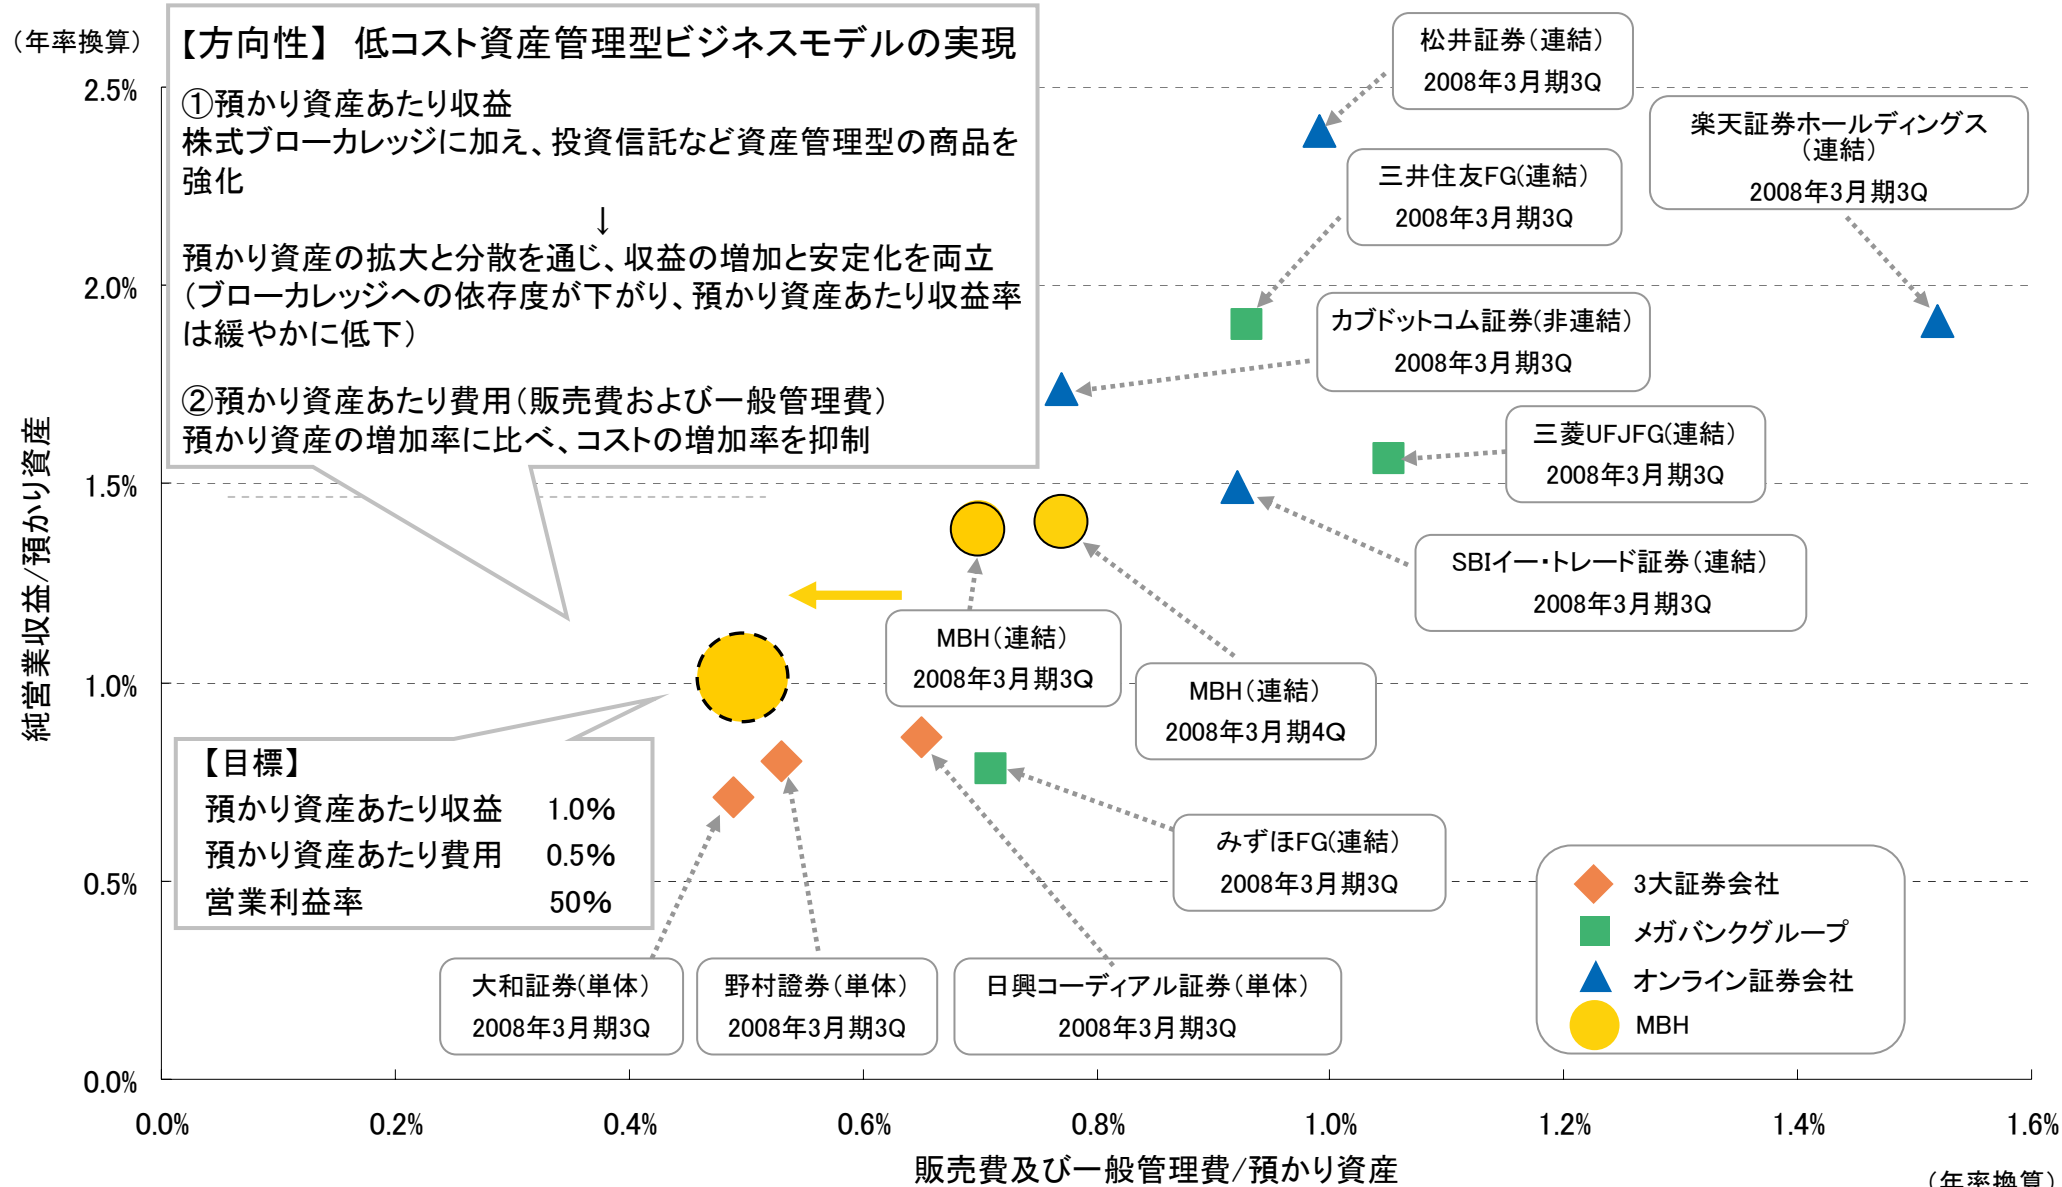 （年率換算）
【方向性】 低コスト資産管理型ビジネスモデルの実現
①預かり資産あたり収益
株式ブローカレッジに加え、投資信託など資産管理型の商品を
強化
↓
預かり資産の拡大と分散を通じ、収益の増加と安定化を両立
（ブローカレッジへの依存度が下がり、預かり資産あたり収益率
は緩やかに低下）
②預かり資産あたり費用（販売費および一般管理費）
預かり資産の増加率に比べ、コストの増加率を抑制
松井証券（連結）
2008年3月期3Q
楽天証券ホールディングス
（連結）
2008年3月期3Q
三井住友FG(連結）
2008年3月期3Q
カブドットコム証券(非連結）
2008年3月期3Q
三菱UFJFG(連結）
2008年3月期3Q
SBIイー・トレード証券（連結）
2008年3月期3Q
MBH（連結）
2008年3月期3Q
MBH（連結）
2008年3月期4Q
みずほFG(連結）
2008年3月期3Q
【目標】
預かり資産あたり収益 1.0%
預かり資産あたり費用 0.5%
営業利益率 50%
大和証券(単体）
2008年3月期3Q
野村證券（単体）
2008年3月期3Q
日興コーディアル証券（単体）
2008年3月期3Q
3大証券会社
メガバンクグループ
オンライン証券会社
MBH
純営業収益/預かり資産
2.5%
2.0%
1.5%
1.0%
0.5%
0.0%
0.0% 0.2% 0.4% 0.6% 0.8% 1.0% 1.2% 1.4% 1.6%
販売費及び一般管理費/預かり資産
（年率換算）